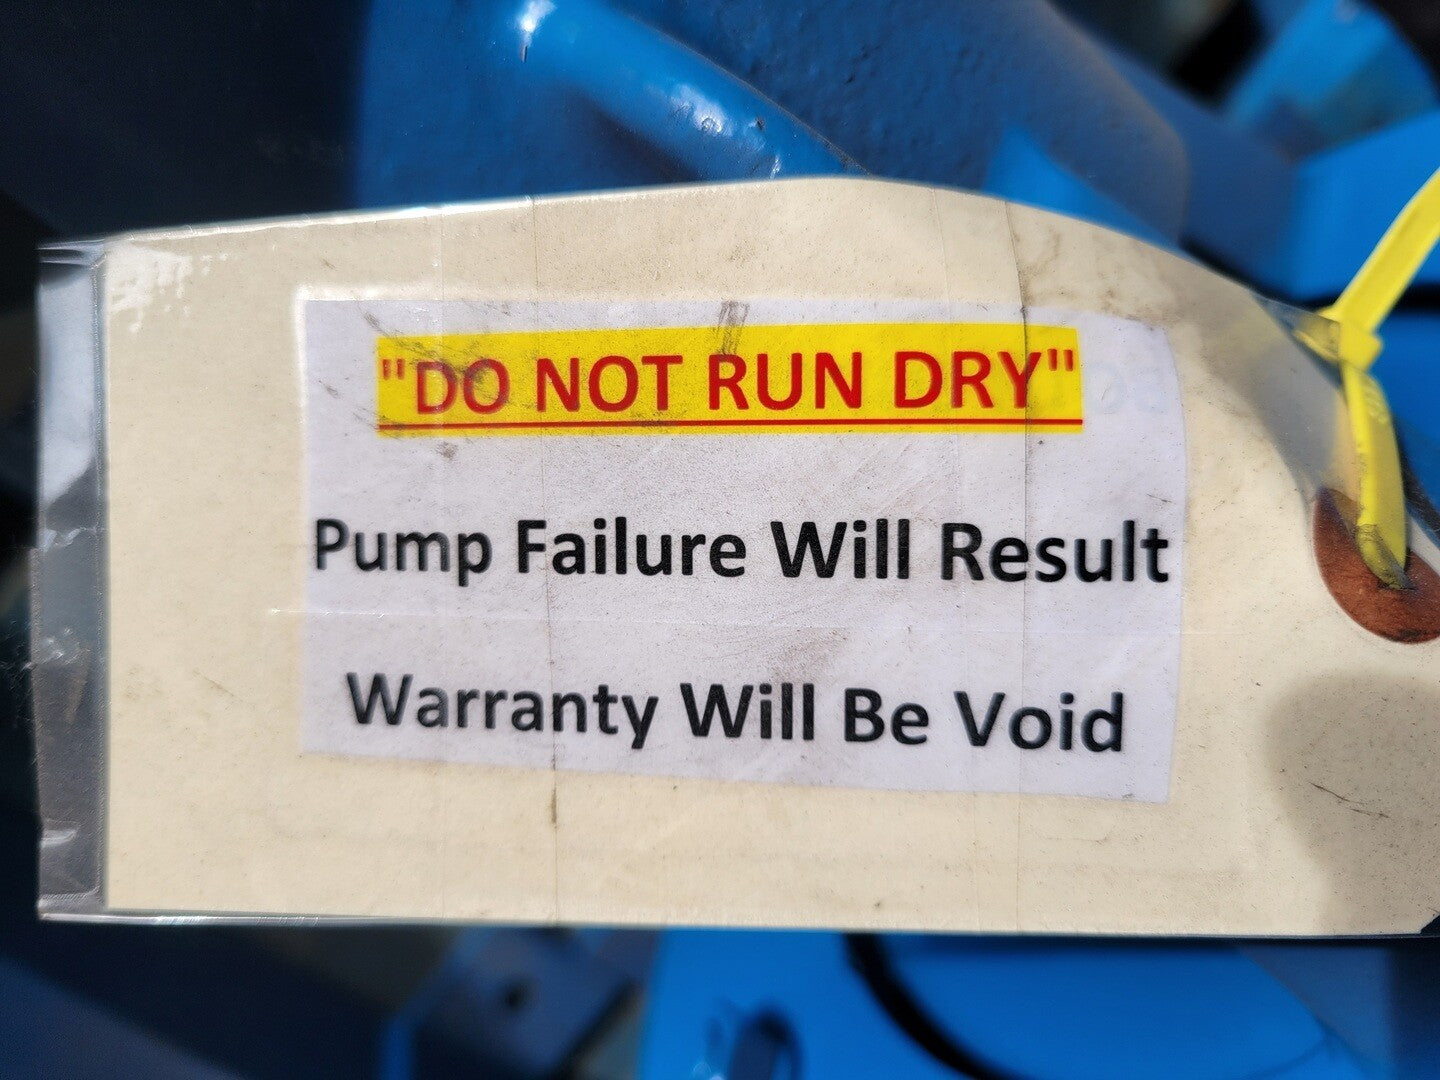 "DO NOT RUN DRY"
Pump Failure Will Result
Warranty Will Be Void